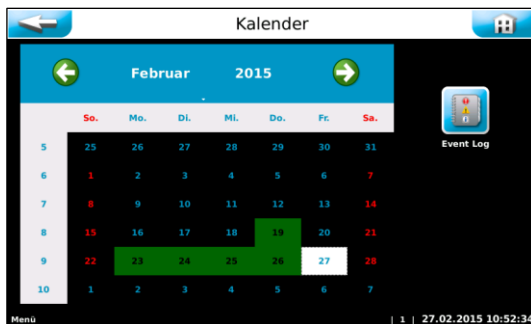 Kalender
Februar 2015
So. Mo. Di. Mi. Do. Fr. Sa.
5 25 26 27 28 29 30 31
6 1 2 3 4 5 6 7
7 8 9 10 11 12 13 14
8 15 16 17 18 19 20 21
9 22 23 24 25 26 27 28
10 1 2 3 4 5 6 7
Event Log
Menü | 1 | 27.02.2015 10:52:34